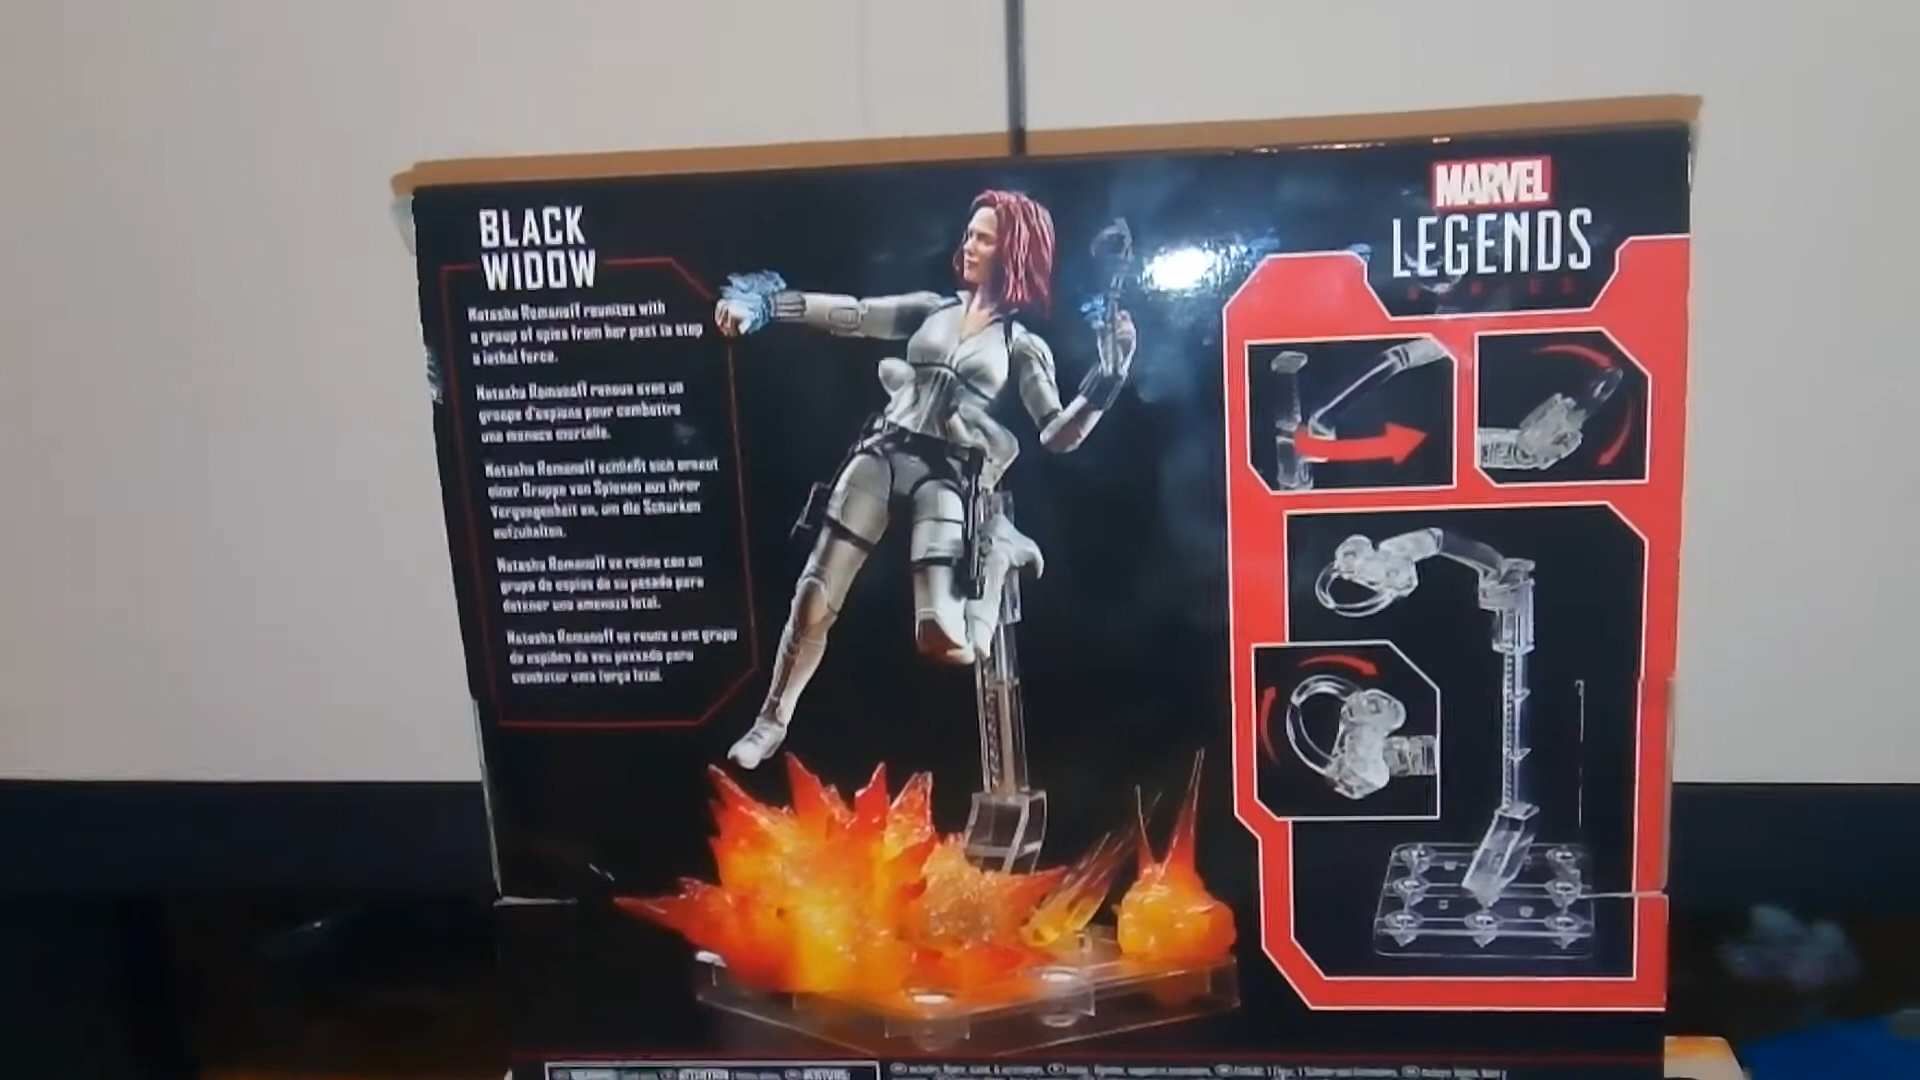 BLACK
WIDOW
Natasha Romanoff reunites with
a group of spies from her past to stop
a lethal force.
Natasha Romanoff renoue avec un
groupe d'espions pour combattre
une menace mortelle.
Natasha Romanoff schließt sich erneut
einer Gruppe von Spionen aus ihrer
Vergangenheit an, um die Schurken
aufzuhalten.
Natasha Romanoff se reúne con un
grupo de espías de su pasado para
detener una amenaza letal.
Natasha Romanoff se reúne a um grupo
de espiões do seu passado para
combater uma força letal.
MARVEL
LEGENDS
SERIES